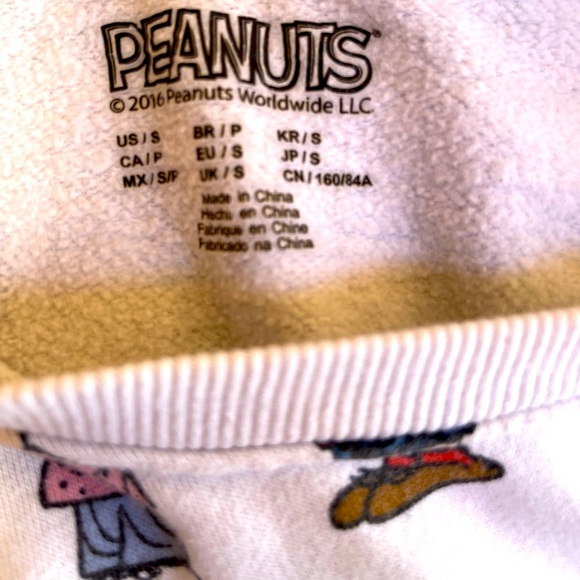 PEANUTS®
© 2016 Peanuts Worldwide LLC
US / S BR / P KR / S
CA / P EU / S JP / S
MX / S/P UK / S CN / 160/84A
Made in China
Hecho en China
Fabriqué en Chine
Fabricado na China